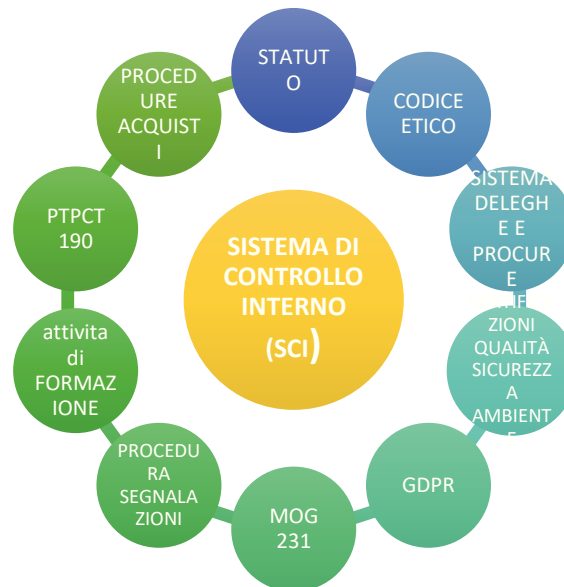 STATUT
O
CODICE
ETICO
SISTEMA
DELEGH
E E
PROCUR
E
ZIONI
QUALITÀ
SICUREZZ
A
AMBIENT
E
GDPR
MOG
231
PROCEDU
RA
SEGNALA
ZIONI
attivita
di
FORMAZ
IONE
PTPCT
190
PROCED
URE
ACQUIST
I
SISTEMA DI
CONTROLLO
INTERNO
(SCI)